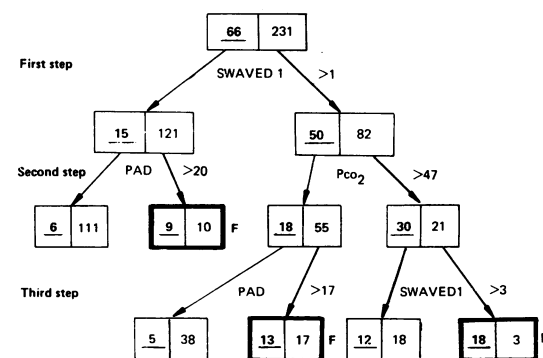 66 231
First step
SWAVED 1 >1
15 121 50 82
Second step PAD >20 Pco2 >47
6 111 9 10 F 18 55 30 21
Third step PAD >17 SWAVED1 >3
5 38 13 17 F 12 18 18 3